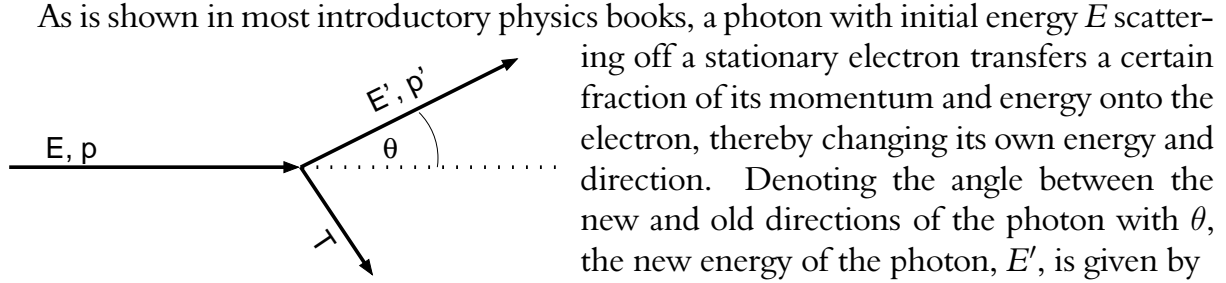 As is shown in most introductory physics books, a photon with initial energy E scatter-
ing off a stationary electron transfers a certain
fraction of its momentum and energy onto the
electron, thereby changing its own energy and
direction. Denoting the angle between the
new and old directions of the photon with θ,
the new energy of the photon, E′, is given by
E, p
E', p'
θ
T